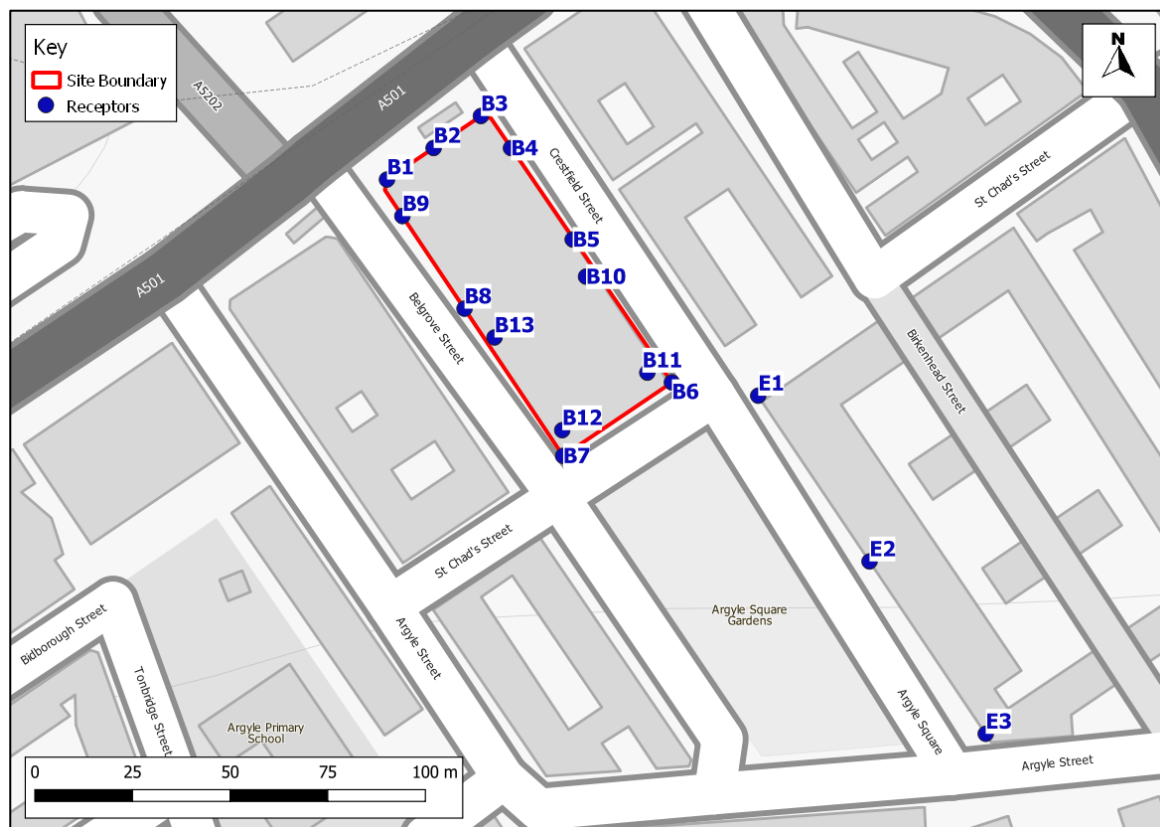 Key
Site Boundary
Receptors
N
A5202
A501
A501
B1
B2
B3
B4
B5
B9
B10
B8
B13
B11
B6
B12
B7
E1
E2
E3
Crestfield Street
St Chad's Street
Belgrove Street
Birkenhead Street
St Chad's Street
Bidborough Street
Tonbridge Street
Argyle Street
Argyle Primary
School
Argyle Square
Gardens
Argyle Square
Argyle Street
0 25 50 75 100 m